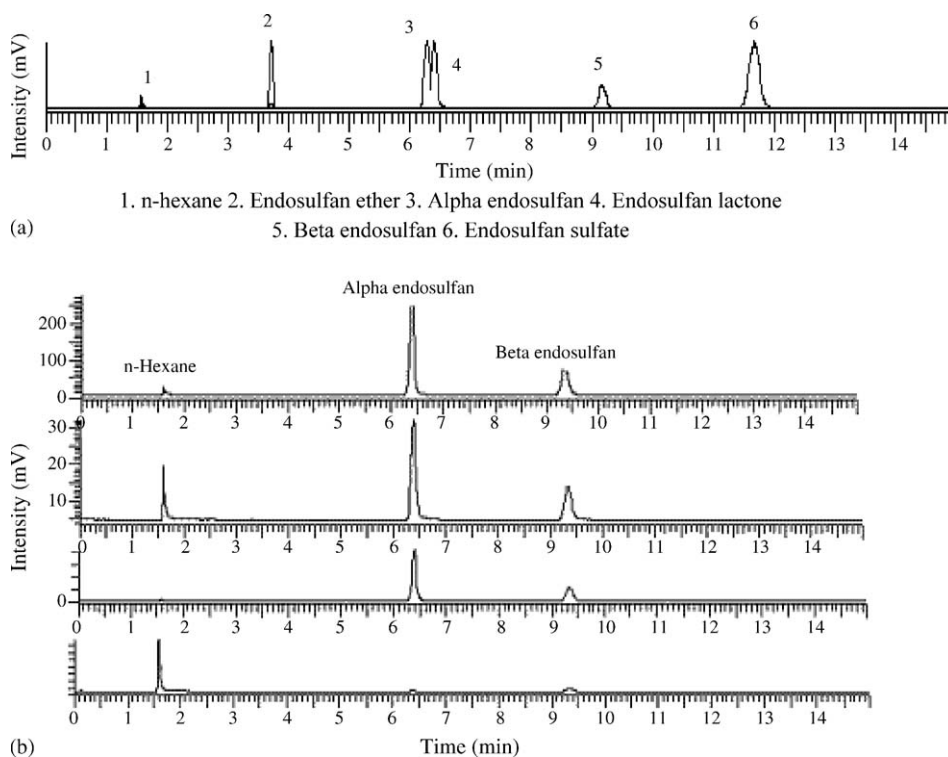 2
3
6
1
4
5
Intensity (mV)
0 1 2 3 4 5 6 7 8 9 10 11 12 13 14
Time (min)
1. n-hexane 2. Endosulfan ether 3. Alpha endosulfan 4. Endosulfan lactone
(a)
5. Beta endosulfan 6. Endosulfan sulfate
Alpha endosulfan
200
Beta endosulfan
n-Hexane
100
0
0 1 2 3 4 5 6 7 8 9 10 11 12 13 14
30
20
10
Intensity (mV)
0 1 2 3 4 5 6 7 8 9 10 11 12 13 14
0
0 1 2 3 4 5 6 7 8 9 10 11 12 13 14
0 1 2 3 4 5 6 7 8 9 10 11 12 13 14
(b)
Time (min)